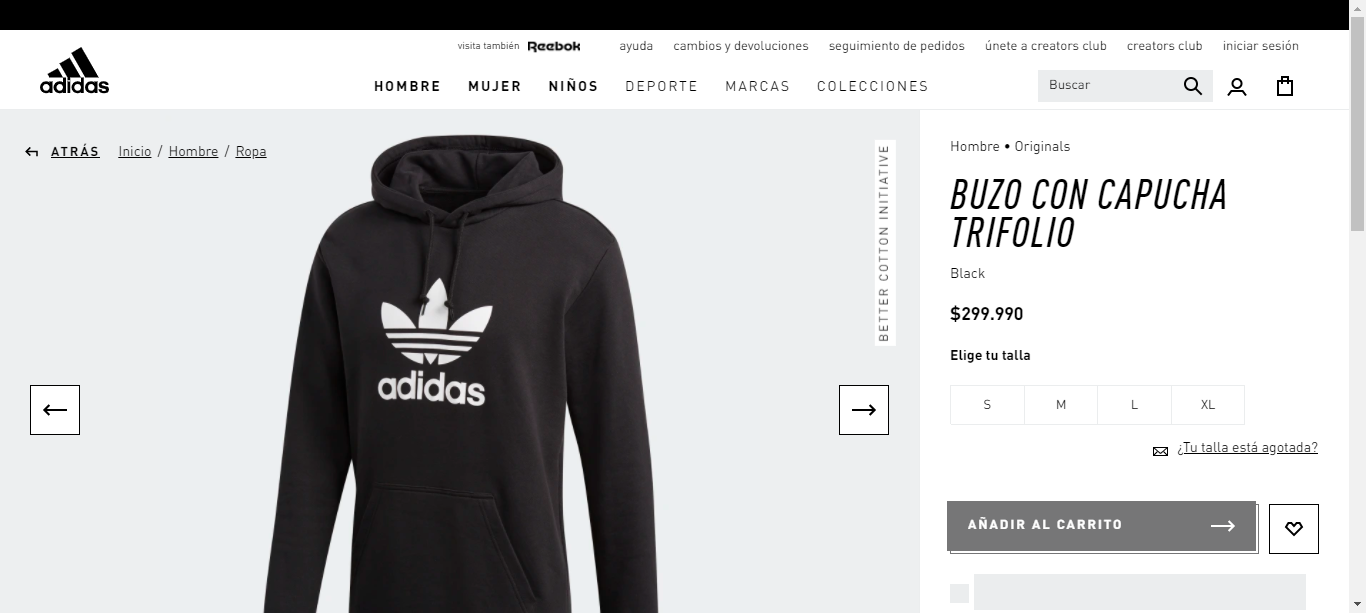 visita también Reebok ayuda cambios y devoluciones seguimiento de pedidos únete a creators club creators club iniciar sesión
adidas
HOMBRE MUJER NIÑOS DEPORTE MARCAS COLECCIONES
Buscar
ATRÁS Inicio / Hombre / Ropa
BETTER COTTON INITIATIVE
adidas
Hombre • Originals
BUZO CON CAPUCHA
TRIFOLIO
Black
$299.990
Elige tu talla
S M L XL
¿Tu talla está agotada?
AÑADIR AL CARRITO